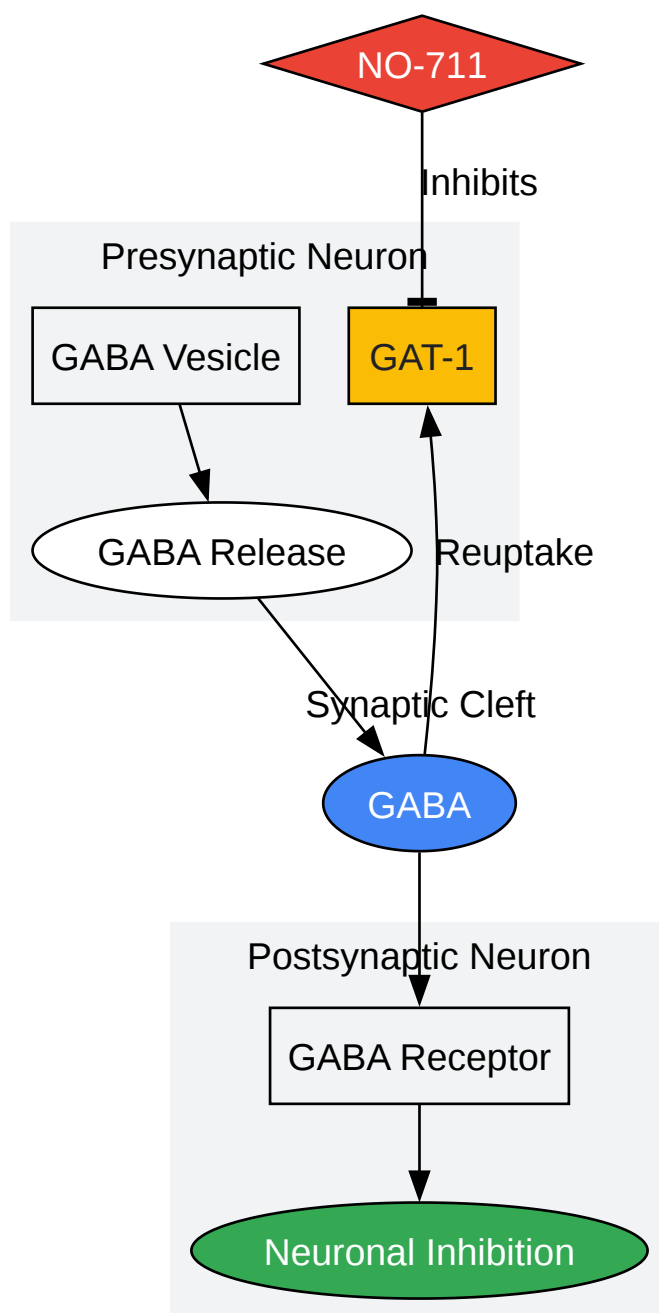 NO-711
Inhibits
Presynaptic Neuron
GABA Vesicle
GAT-1
GABA Release
Reuptake
Synaptic Cleft
GABA
Postsynaptic Neuron
GABA Receptor
Neuronal Inhibition